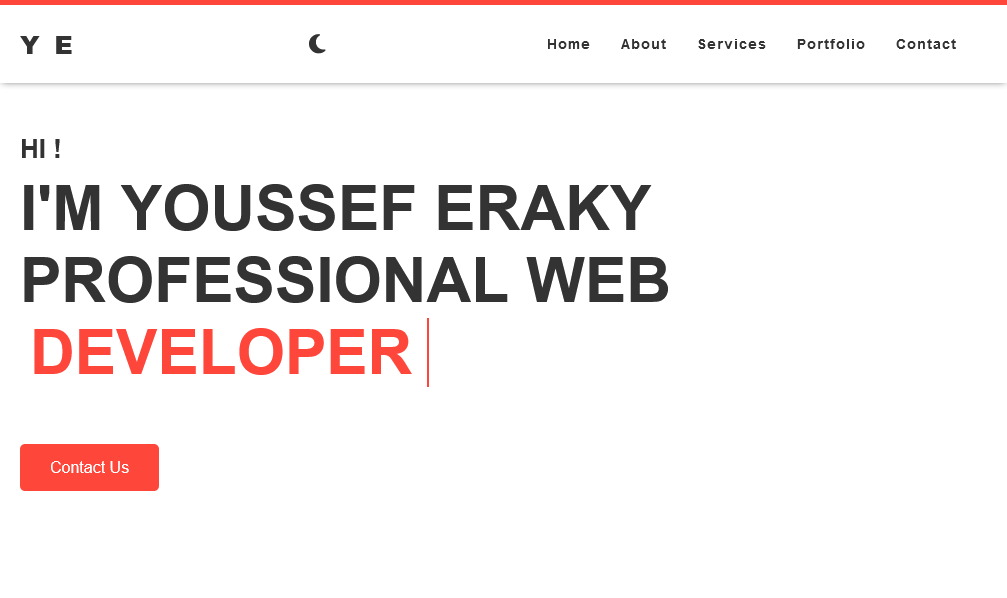 Y E
Home About Services Portfolio Contact
HI !
I'M YOUSSEF ERAKY
PROFESSIONAL WEB
DEVELOPER
Contact Us